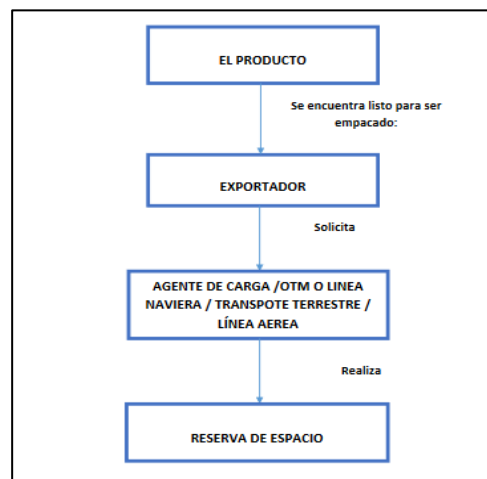 EL PRODUCTO
Se encuentra listo para ser
empacado:
EXPORTADOR
Solicita
AGENTE DE CARGA /OTM O LINEA
NAVIERA / TRANSPOTE TERRESTRE /
LÍNEA AEREA
Realiza
RESERVA DE ESPACIO